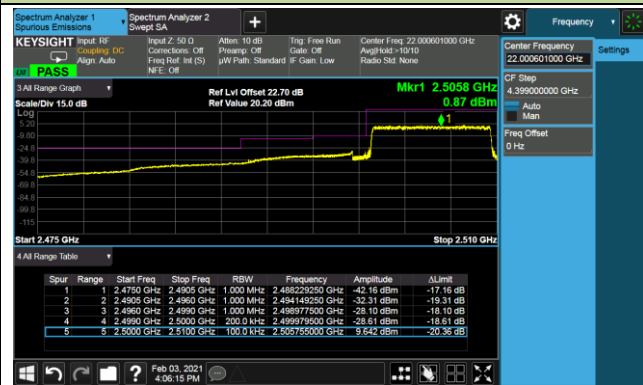 Spectrum Analyzer 1
Spurious Emissions
Spectrum Analyzer 2
Swept SA
+
Frequency
KEYSIGHT
Input: RF
Coupling: DC
Align: Auto
Input Z: 50 Ω
Corrections: Off
Freq Ref: Int (S)
NFE: Off
Atten: 10 dB
Preamp: Off
µW Path: Standard
Trig: Free Run
Gate: Off
IF Gain: Low
Center Freq: 22.000601000 GHz
Avg|Hold:>10/10
Radio Std: None
PASS
Center Frequency
22.000601000 GHz
Settings
CF Step
4.399000000 GHz
Auto
Man
Freq Offset
0 Hz
3 All Range Graph
Scale/Div 15.0 dB
Ref Lvl Offset 22.70 dB
Ref Value 20.20 dBm
Mkr1 2.5058 GHz
0.87 dBm
Log
5.20
-9.80
-24.8
-39.8
-54.8
-69.8
-84.8
-99.8
-115
1
Start 2.475 GHz
Stop 2.510 GHz
4 All Range Table
Spur Range Start Freq Stop Freq RBW Frequency Amplitude ΔLimit
1 1 2.4750 GHz 2.4905 GHz 1.000 MHz 2.488229250 GHz -42.16 dBm -17.16 dB
2 2 2.4905 GHz 2.4960 GHz 1.000 MHz 2.494149250 GHz -32.31 dBm -19.31 dB
3 3 2.4960 GHz 2.4990 GHz 1.000 MHz 2.498977500 GHz -28.10 dBm -18.10 dB
4 4 2.4990 GHz 2.5000 GHz 200.0 kHz 2.499979500 GHz -28.61 dBm -18.61 dB
5 5 2.5000 GHz 2.5100 GHz 100.0 kHz 2.505755000 GHz 9.642 dBm -20.36 dB
?
Feb 03, 2021
4:06:15 PM